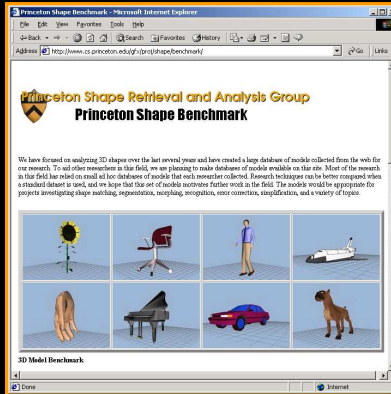 Princeton Shape Benchmark - Microsoft Internet Explorer
File Edit View Favorites Tools Help
Back Search Favorites History
Address http://www.cs.princeton.edu/gfx/proj/shape/benchmark/ Go Links
Princeton Shape Retrieval and Analysis Group
Princeton Shape Benchmark
We have focused on analyzing 3D shapes over the last several years and have created a large database of 3D models collected from the web for
our research. To aid other researchers in this field, we are planning to make databases of models available on this site. Most of the research
in this field has relied on small ad hoc databases of models that each researcher collected. Research techniques can be better compared when
a standard dataset is used, and we hope that this set of models motivates further work in the field. The models would be appropriate for
projects investigating shape matching, segmentation, morphing, recognition, error correction, simplification, and a variety of topics.
3D Model Benchmark
Done Internet